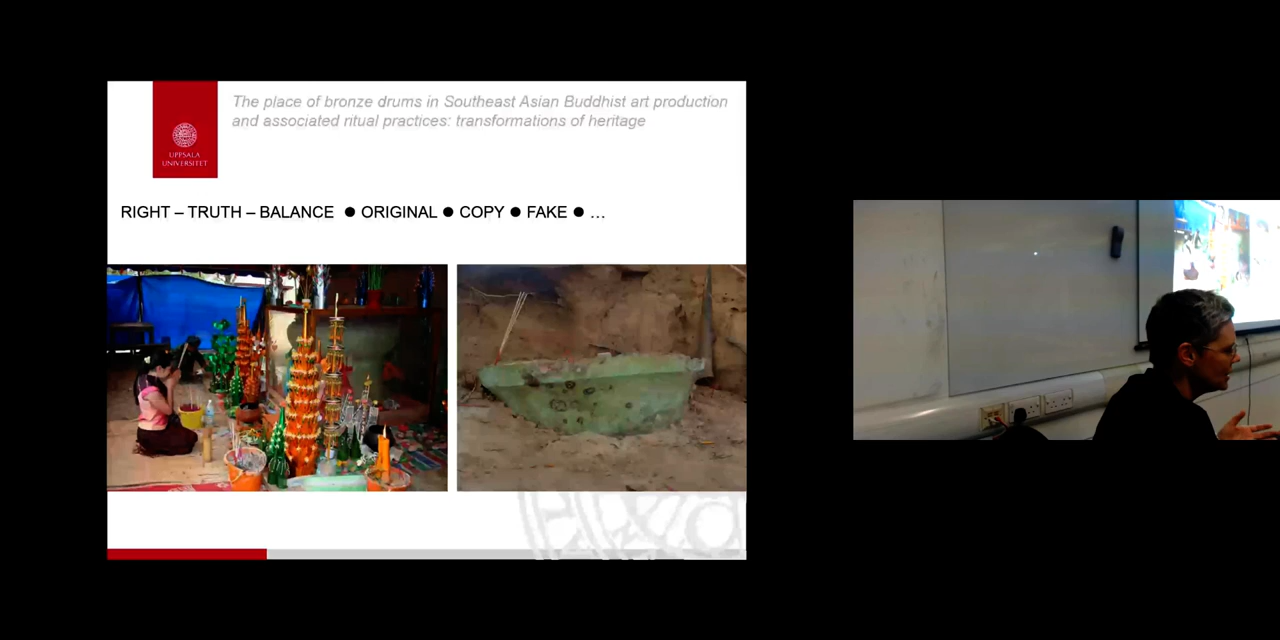 The place of bronze drums in Southeast Asian Buddhist art production
and associated ritual practices: transformations of heritage
UPPSALA
UNIVERSITET
RIGHT – TRUTH – BALANCE ● ORIGINAL ● COPY ● FAKE ● …